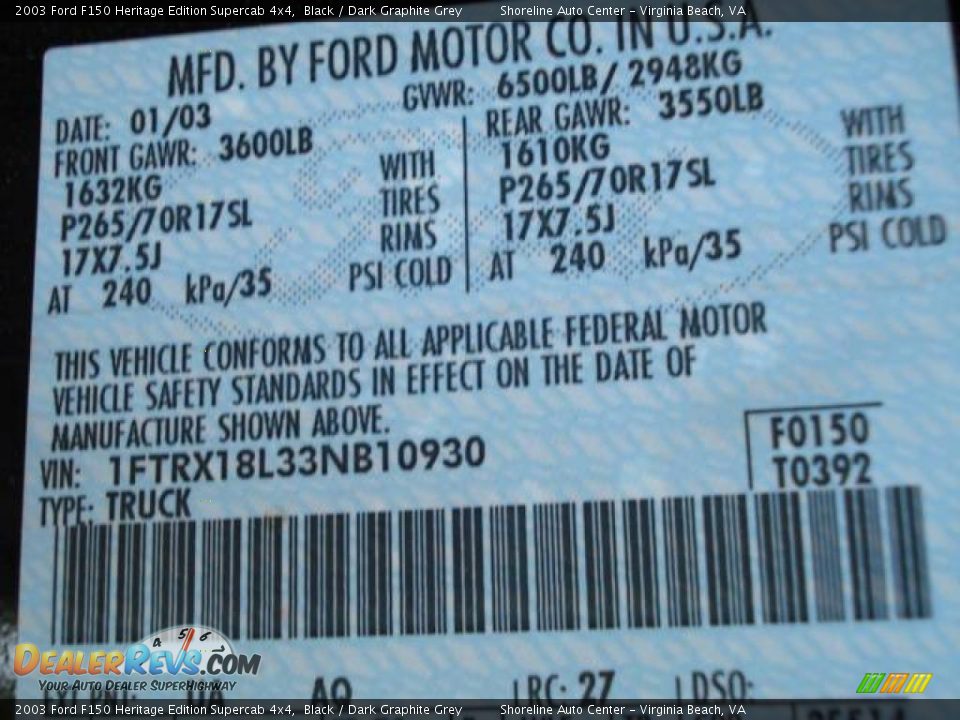 2003 Ford F150 Heritage Edition Supercab 4x4, Black / Dark Graphite Grey Shoreline Auto Center - Virginia Beach, VA
MFD. BY FORD MOTOR CO. IN U.S.A.
DATE: 01/03 GVWR: 6500LB/ 2948KG
FRONT GAWR: 3600LB REAR GAWR: 3550LB
1632KG WITH 1610KG WITH
P265/70R17SL TIRES P265/70R17SL TIRES
17X7.5J RIMS 17X7.5J RIMS
AT 240 kPa/35 PSI COLD AT 240 kPa/35 PSI COLD
THIS VEHICLE CONFORMS TO ALL APPLICABLE FEDERAL MOTOR
VEHICLE SAFETY STANDARDS IN EFFECT ON THE DATE OF
MANUFACTURE SHOWN ABOVE.
VIN: 1FTRX18L33NB10930 F0150
TYPE: TRUCK T0392
4 5 6
DEALERREVS.COM
YOUR AUTO DEALER SUPERHIGHWAY
LRC: 27 DSO:
2003 Ford F150 Heritage Edition Supercab 4x4, Black / Dark Graphite Grey Shoreline Auto Center - Virginia Beach, VA